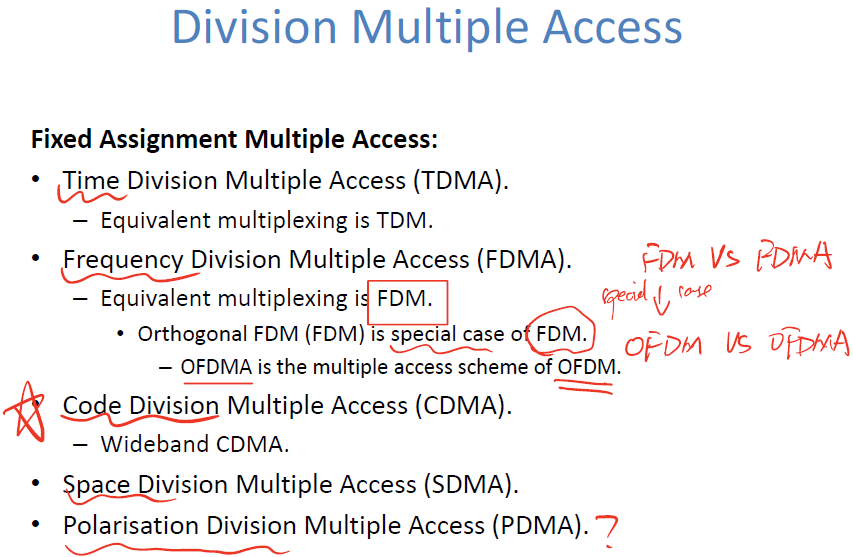 Division Multiple Access
Fixed Assignment Multiple Access:
• Time Division Multiple Access (TDMA).
– Equivalent multiplexing is TDM.
• Frequency Division Multiple Access (FDMA).
– Equivalent multiplexing is FDM.
• Orthogonal FDM (FDM) is special case of FDM.
– OFDMA is the multiple access scheme of OFDM.
• Code Division Multiple Access (CDMA).
– Wideband CDMA.
• Space Division Multiple Access (SDMA).
• Polarisation Division Multiple Access (PDMA). ?
FDM VS FDMA
special ↓ case
OFDM VS OFDMA